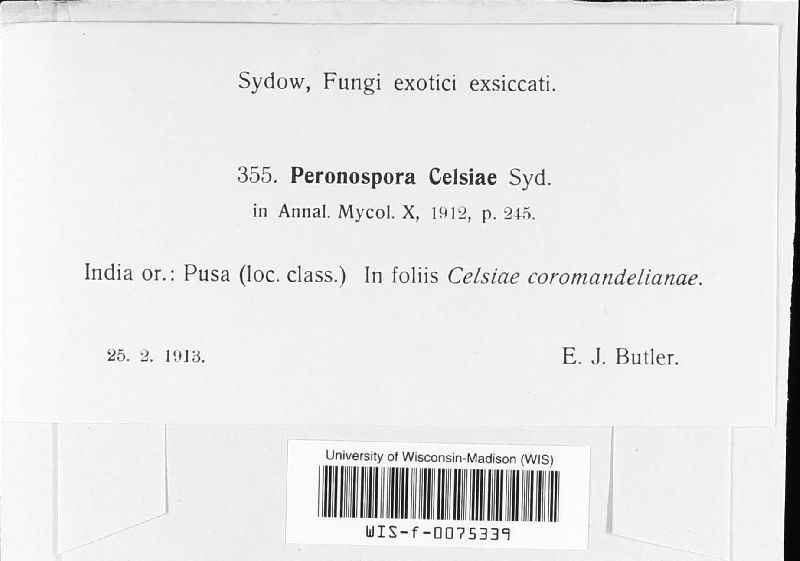 Sydow, Fungi exotici exsiccati.
355. Peronospora Celsiae Syd.
in Annal. Mycol. X, 1912, p. 245.
India or.: Pusa (loc. class.) In foliis Celsiae coromandelianae.
25. 2. 1913. E. J. Butler.
University of Wisconsin-Madison (WIS)
WIS-f-0075339